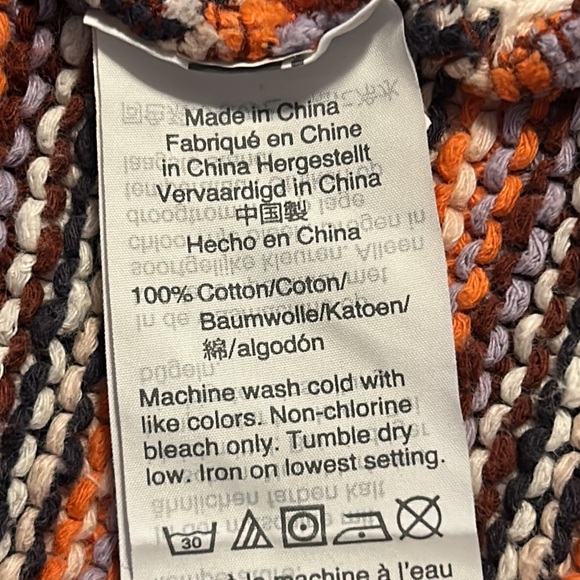 Made in China
Fabriqué en Chine
in China Hergestellt
Vervaardigd in China
中国製
Hecho en China
100% Cotton/Coton/
Baumwolle/Katoen/
綿/algodón
Machine wash cold with
like colors. Non-chlorine
bleach only. Tumble dry
low. Iron on lowest setting.
30
machine à l'eau